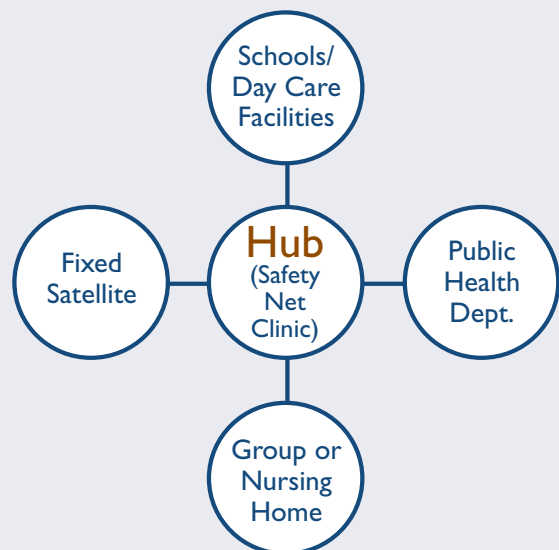 Schools/
Day Care
Facilities
Fixed
Satellite
Hub
(Safety
Net
Clinic)
Public
Health
Dept.
Group or
Nursing
Home